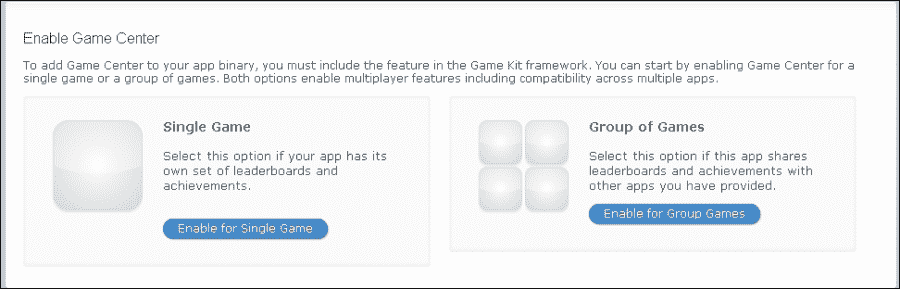 Enable Game Center
To add Game Center to your app binary, you must include the feature in the Game Kit framework. You can start by enabling Game Center for a
single game or a group of games. Both options enable multiplayer features including compatibility across multiple apps.
Single Game
Select this option if your app has its
own set of leaderboards and
achievements.
Enable for Single Game
Group of Games
Select this option if this app shares
leaderboards and achievements with
other apps you have provided.
Enable for Group Games